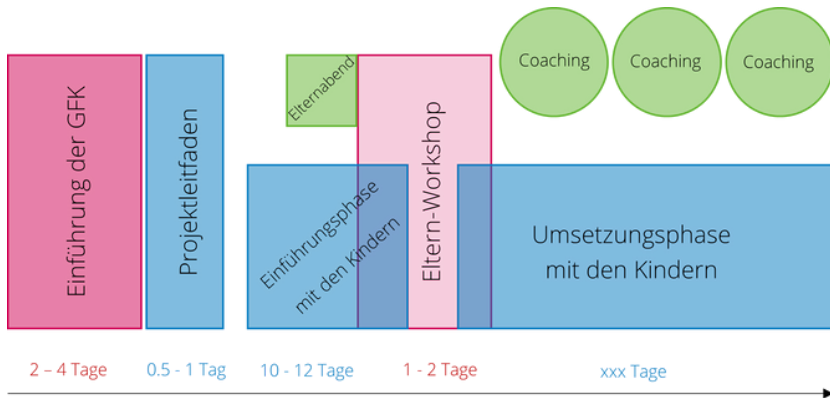 Einführung der GFK
Projektleitfaden
Elternabend
Einführungsphase
mit den Kindern
Eltern-Workshop
Coaching
Coaching
Coaching
Umsetzungsphase
mit den Kindern
2 – 4 Tage
0.5 - 1 Tag
10 - 12 Tage
1 - 2 Tage
xxx Tage